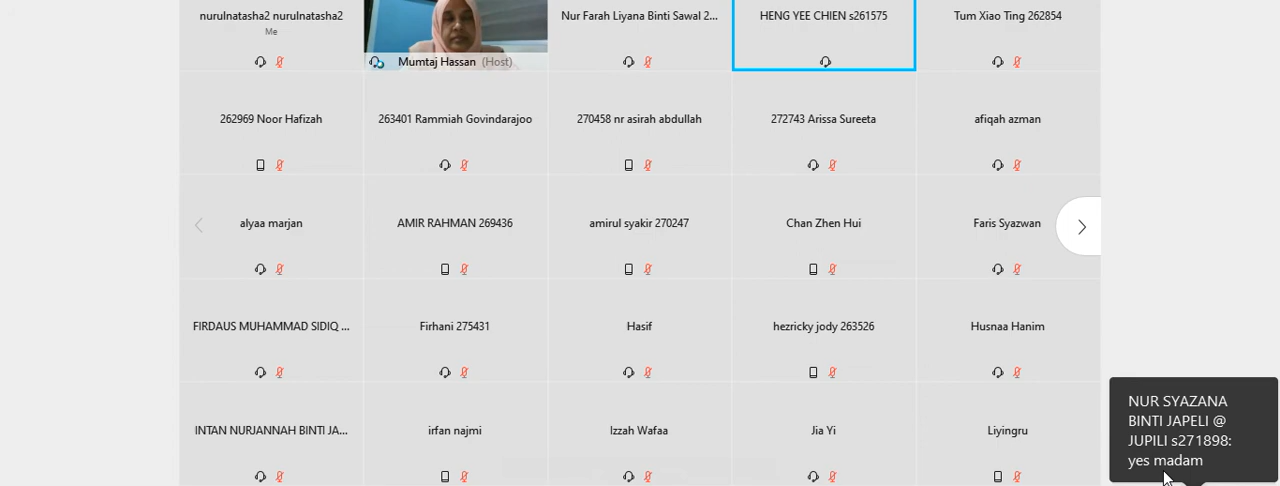 nurulnatasha2 nurulnatasha2
Me
Mumtaj Hassan (Host)
Nur Farah Liyana Binti Sawal 2...
HENG YEE CHIEN s261575
Tum Xiao Ting 262854
262969 Noor Hafizah
263401 Rammiah Govindarajoo
270458 nr asirah abdullah
272743 Arissa Sureeta
afiqah azman
alyaa marjan
AMIR RAHMAN 269436
amirul syakir 270247
Chan Zhen Hui
Faris Syazwan
FIRDAUS MUHAMMAD SIDIQ ...
Firhani 275431
Hasif
hezricky jody 263526
Husnaa Hanim
INTAN NURJANNAH BINTI JA...
irfan najmi
Izzah Wafaa
Jia Yi
Liyingru
NUR SYAZANA
BINTI JAPELI @
JUPILI s271898:
yes madam